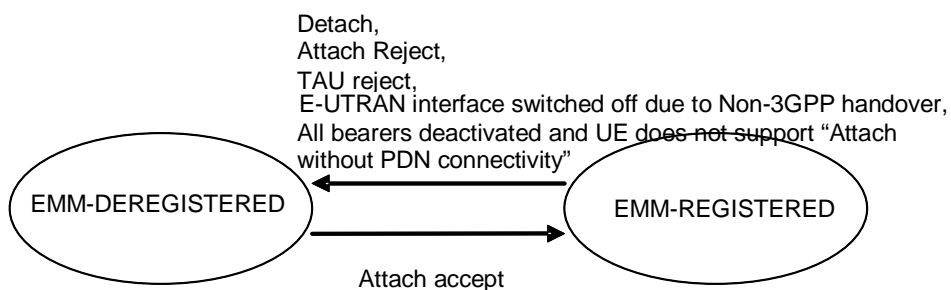 Detach,
Attach Reject,
TAU reject,
E-UTRAN interface switched off due to Non-3GPP handover,
All bearers deactivated and UE does not support “Attach
without PDN connectivity”
EMM-DEREGISTERED
EMM-REGISTERED
Attach accept